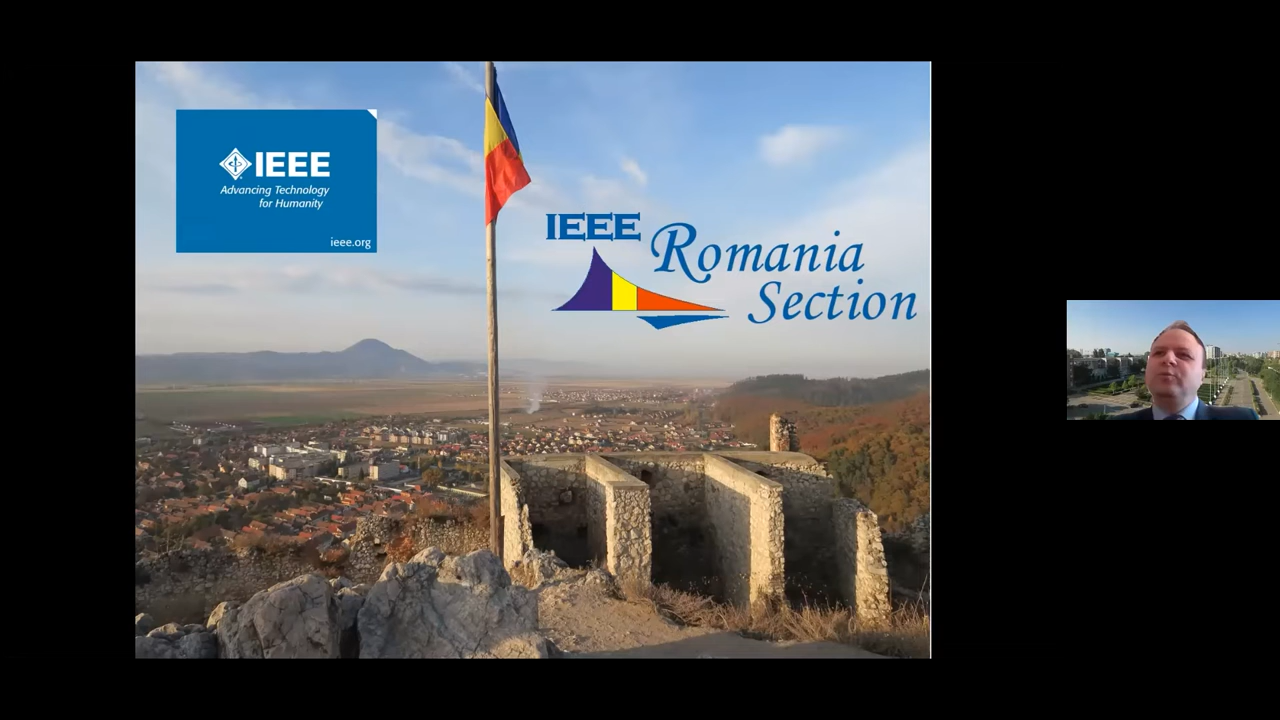 IEEE
Advancing Technology
for Humanity
ieee.org
IEEE
Romania
Section